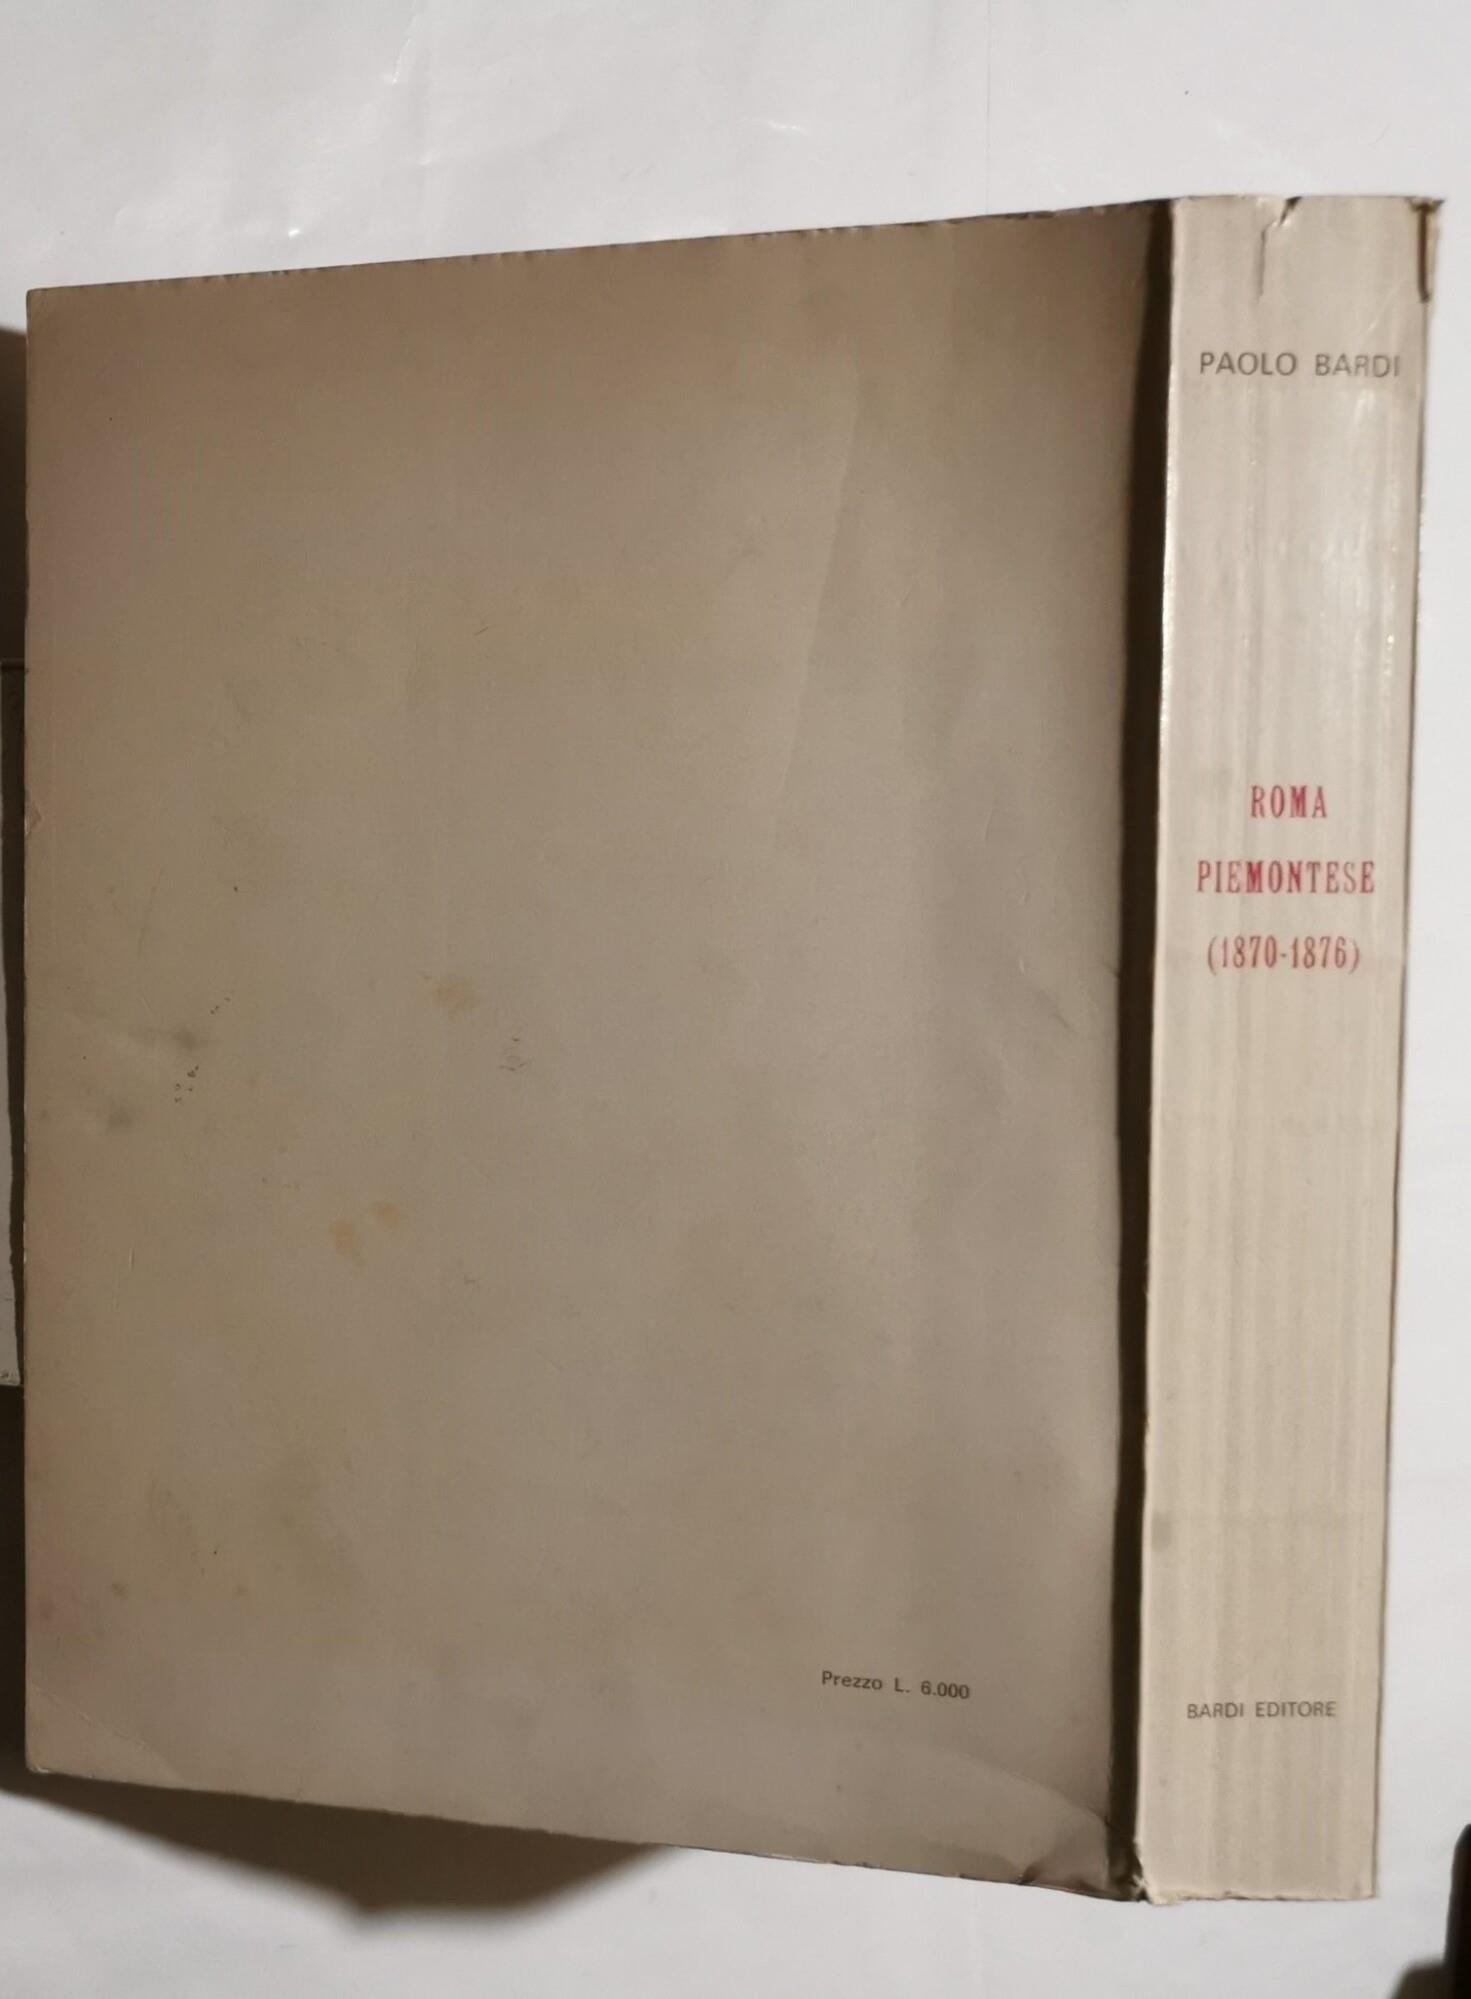 PAOLO BARDI
ROMA
PIEMONTESE
(1870-1876)
BARDI EDITORE
Prezzo L. 6.000